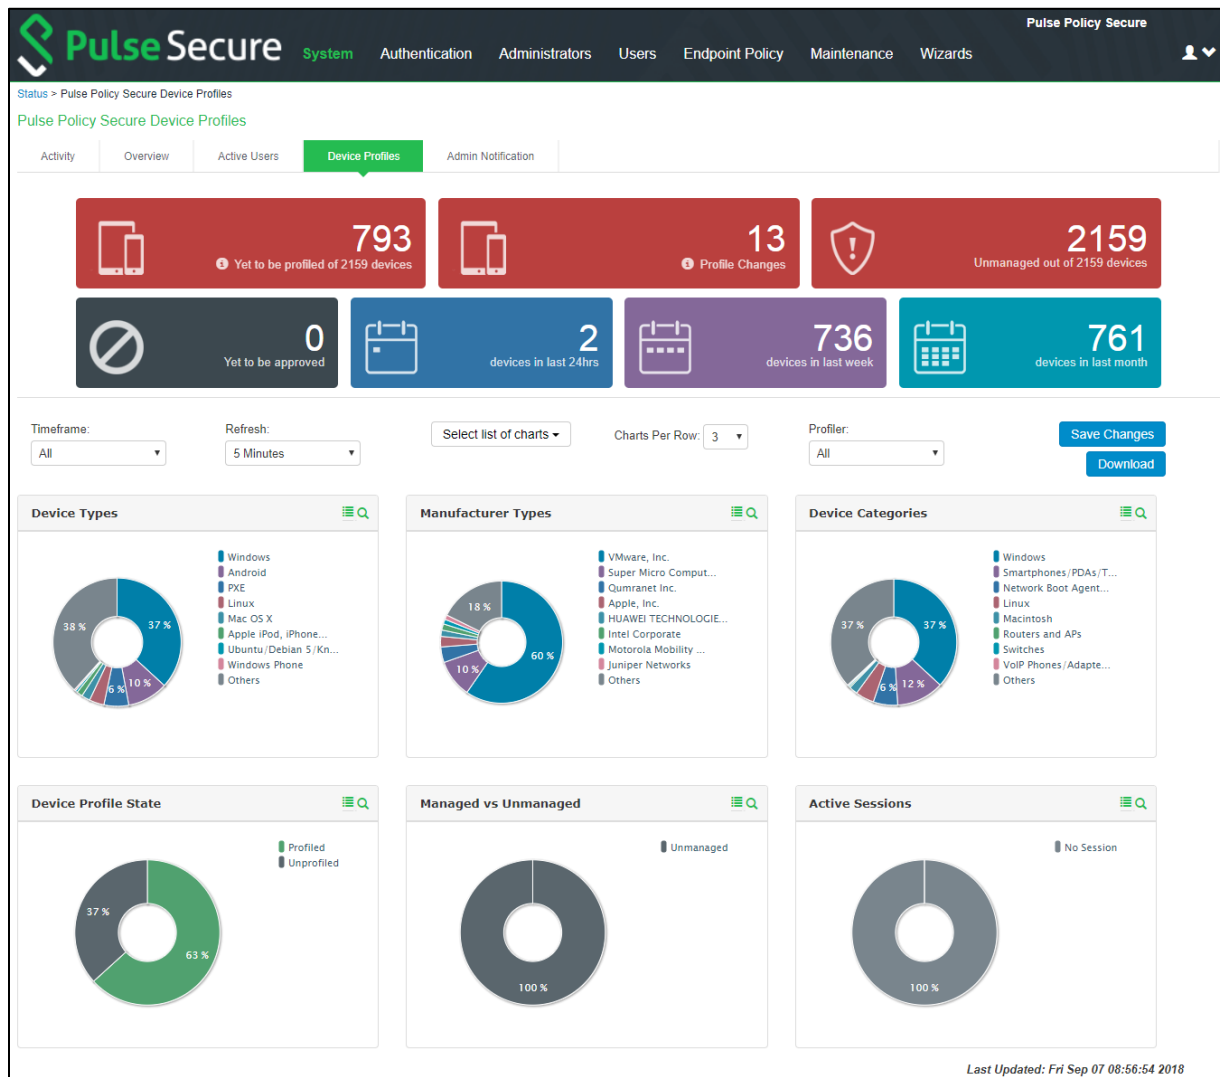 Pulse Policy Secure
Pulse Secure
System Authentication Administrators Users Endpoint Policy Maintenance Wizards
Status > Pulse Policy Secure Device Profiles
Pulse Policy Secure Device Profiles
Activity Overview Active Users Device Profiles Admin Notification
793
Yet to be profiled of 2159 devices
13
Profile Changes
2159
Unmanaged out of 2159 devices
0
Yet to be approved
2
devices in last 24hrs
736
devices in last week
761
devices in last month
Timeframe:
All
Refresh:
5 Minutes
Select list of charts
Charts Per Row: 3
Profiler:
All
Save Changes
Download
Device Types
Windows
Android
PXE
Linux
Mac OS X
Apple iPod, iPhone...
Ubuntu/Debian 5/Kn...
Windows Phone
Others
38 %
37 %
6 %
10 %
Manufacturer Types
VMware, Inc.
Super Micro Comput...
Qumranet Inc.
Apple, Inc.
HUAWEI TECHNOLOGIE...
Intel Corporate
Motorola Mobility ...
Juniper Networks
Others
18 %
60 %
10 %
Device Categories
Windows
Smartphones/PDAs/T...
Network Boot Agent...
Linux
Macintosh
Routers and APs
Switches
VoIP Phones/Adapte...
Others
37 %
37 %
6 %
12 %
Device Profile State
Profiled
Unprofiled
37 %
63 %
Managed vs Unmanaged
Unmanaged
100 %
Active Sessions
No Session
100 %
Last Updated: Fri Sep 07 08:56:54 2018